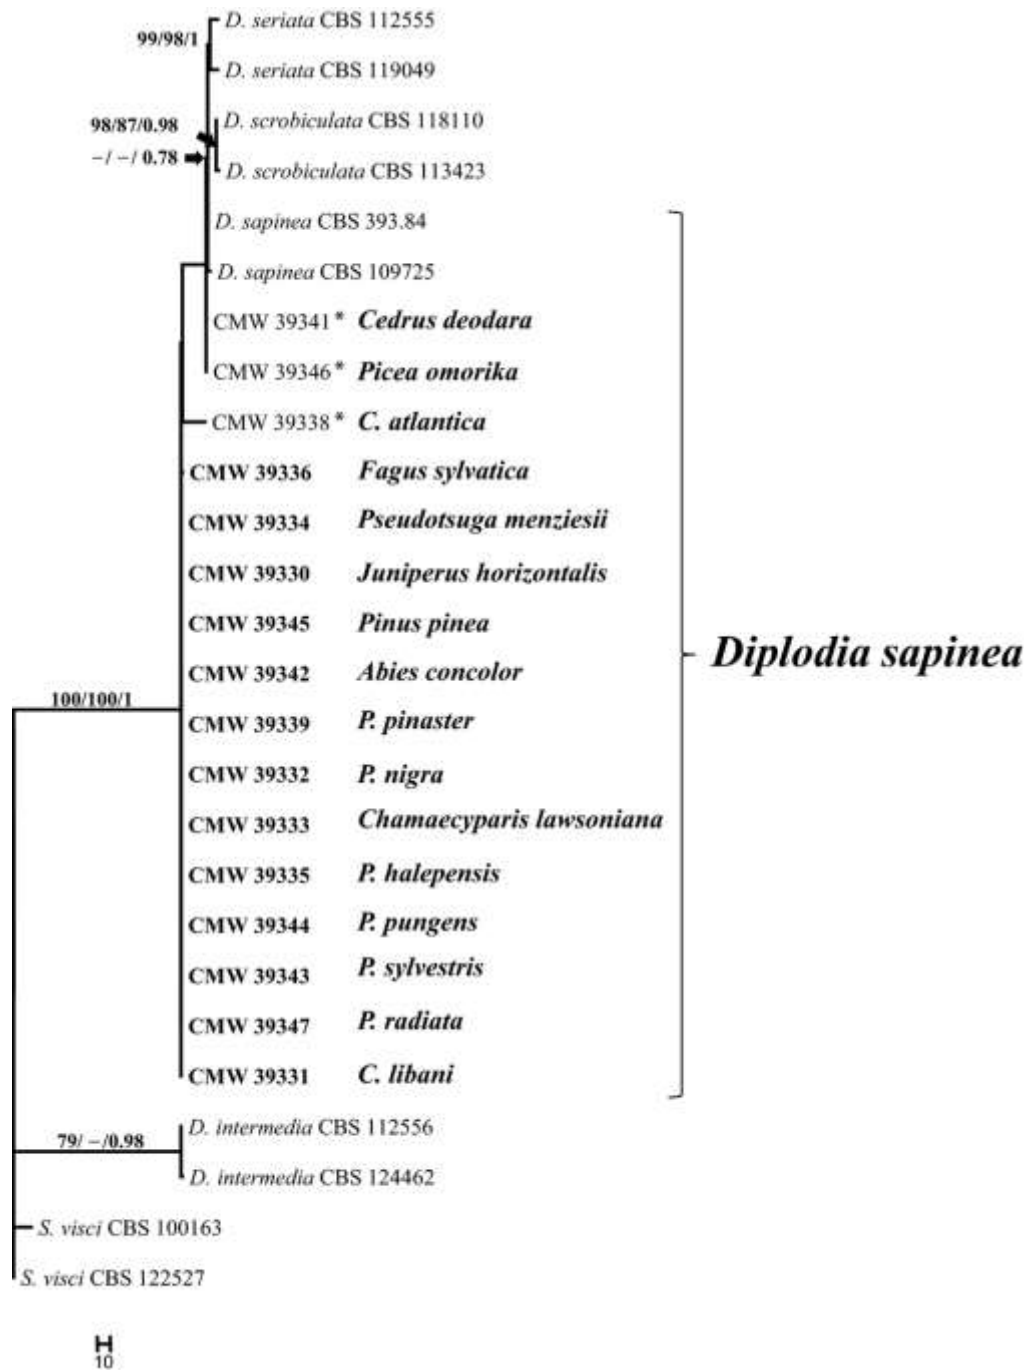 D. seriata CBS 112555
99/98/1
D. seriata CBS 119049
98/87/0.98
D. scrobiculata CBS 118110
–/ –/ 0.78
D. scrobiculata CBS 113423
D. sapinea CBS 393.84
D. sapinea CBS 109725
CMW 39341* Cedrus deodara
CMW 39346* Picea omorika
CMW 39338* C. atlantica
CMW 39336 Fagus sylvatica
CMW 39334 Pseudotsuga menziesii
CMW 39330 Juniperus horizontalis
CMW 39345 Pinus pinea
Diplodia sapinea
CMW 39342 Abies concolor
100/100/1
CMW 39339 P. pinaster
CMW 39332 P. nigra
CMW 39333 Chamaecyparis lawsoniana
CMW 39335 P. halepensis
CMW 39344 P. pungens
CMW 39343 P. sylvestris
CMW 39347 P. radiata
CMW 39331 C. libani
D. intermedia CBS 112556
79/ –/0.98
D. intermedia CBS 124462
S. visci CBS 100163
S. visci CBS 122527
10